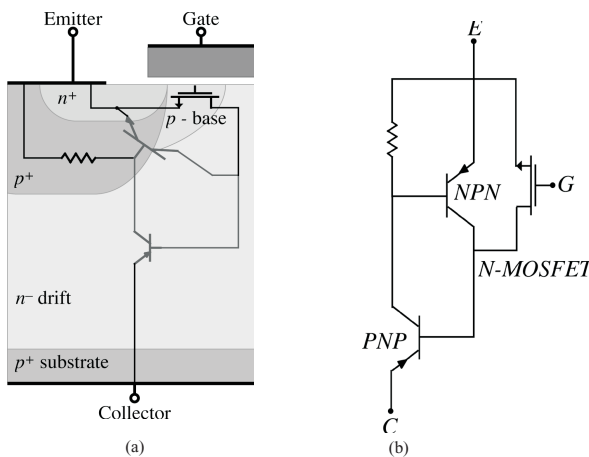 Emitter
Gate
n+
p - base
p+
n− drift
p+ substrate
Collector
(a)
E
NPN
G
N-MOSFET
PNP
C
(b)